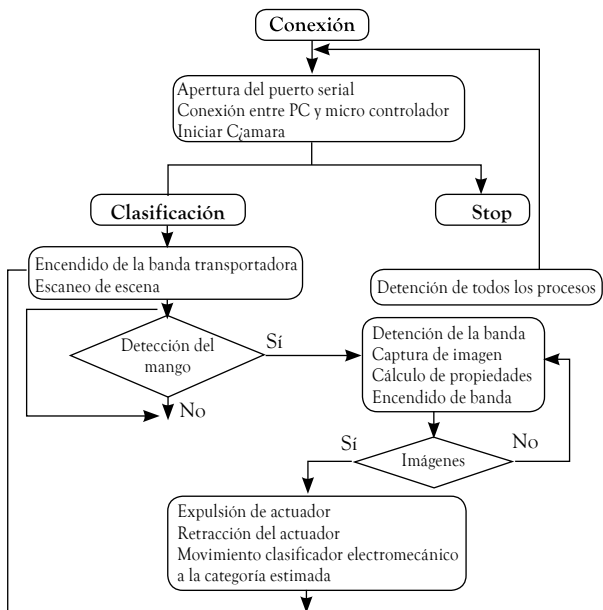 Conexión
Apertura del puerto serial
Conexión entre PC y micro controlador
Iniciar C¡amara
Clasificación
Stop
Encendido de la banda transportadora
Escaneo de escena
Detención de todos los procesos
Detección del
mango
Sí
No
Detención de la banda
Captura de imagen
Cálculo de propiedades
Encendido de banda
Sí
Imágenes
No
Expulsión de actuador
Retracción del actuador
Movimiento clasificador electromecánico
a la categoría estimada